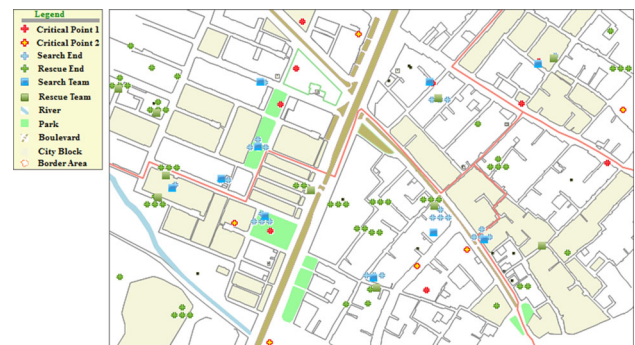 Legend
Critical Point 1
Critical Point 2
Search End
Rescue End
Search Team
Rescue Team
River
Park
Boulevard
City Block
Border Area